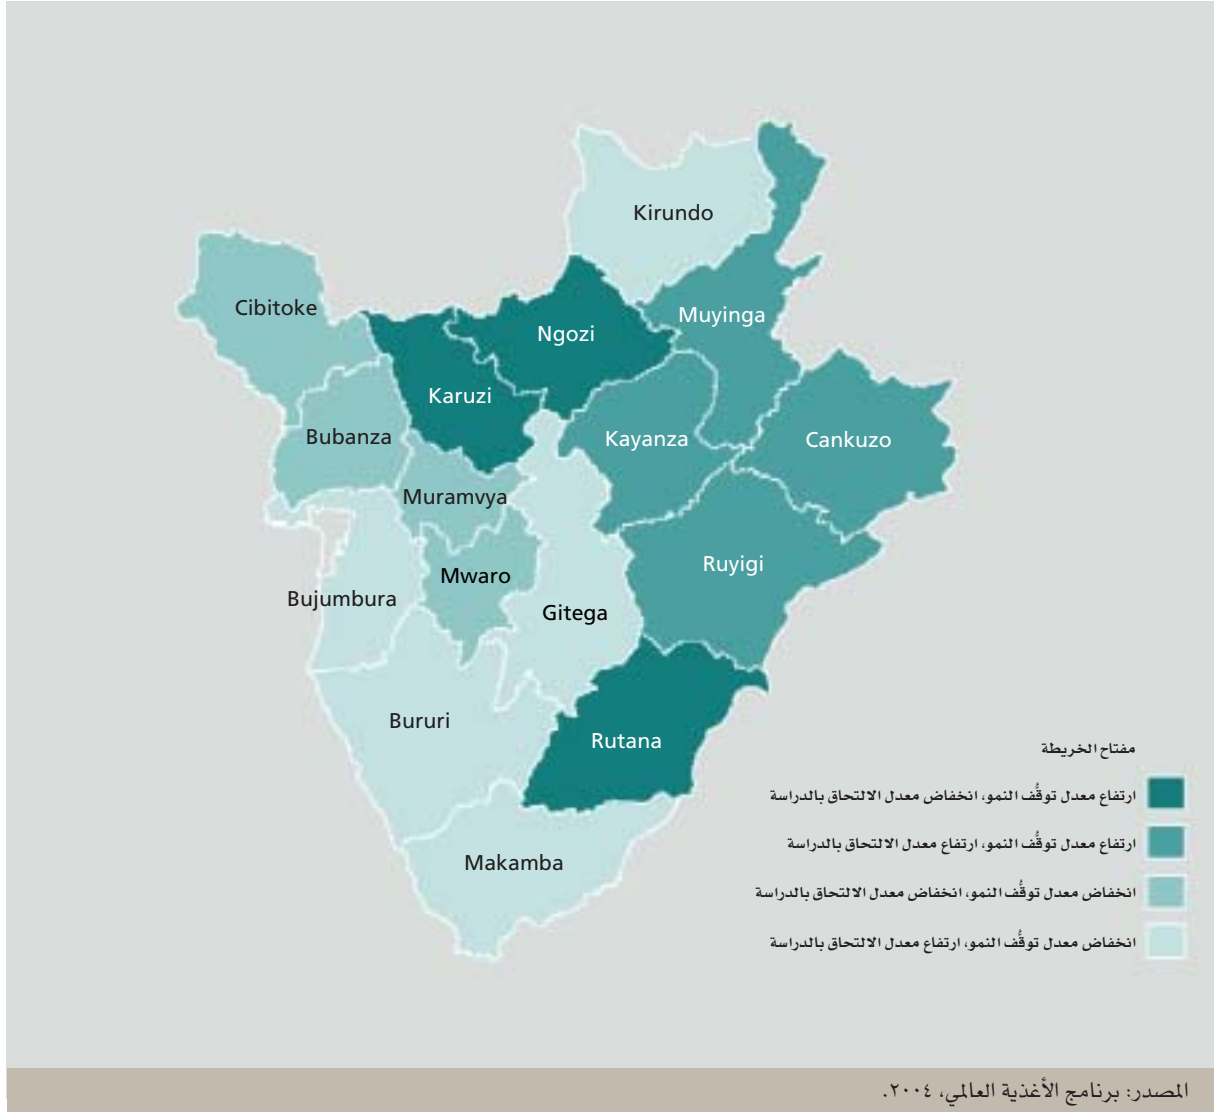 Kirundo
Cibitoke
Muyinga
Ngozi
Karuzi
Bubanza
Kayanza
Cankuzo
Muramvya
Ruyigi
Mwaro
Bujumbura
Gitega
Bururi
Rutana
Makamba
مفتاح الخريطة
ارتفاع معدل توقُّف النمو، انخفاض معدل الالتحاق بالدراسة
ارتفاع معدل توقُّف النمو، ارتفاع معدل الالتحاق بالدراسة
انخفاض معدل توقُّف النمو، انخفاض معدل الالتحاق بالدراسة
انخفاض معدل توقُّف النمو، ارتفاع معدل الالتحاق بالدراسة
المصدر: برنامج الأغذية العالمي، ٢٠٠٤.